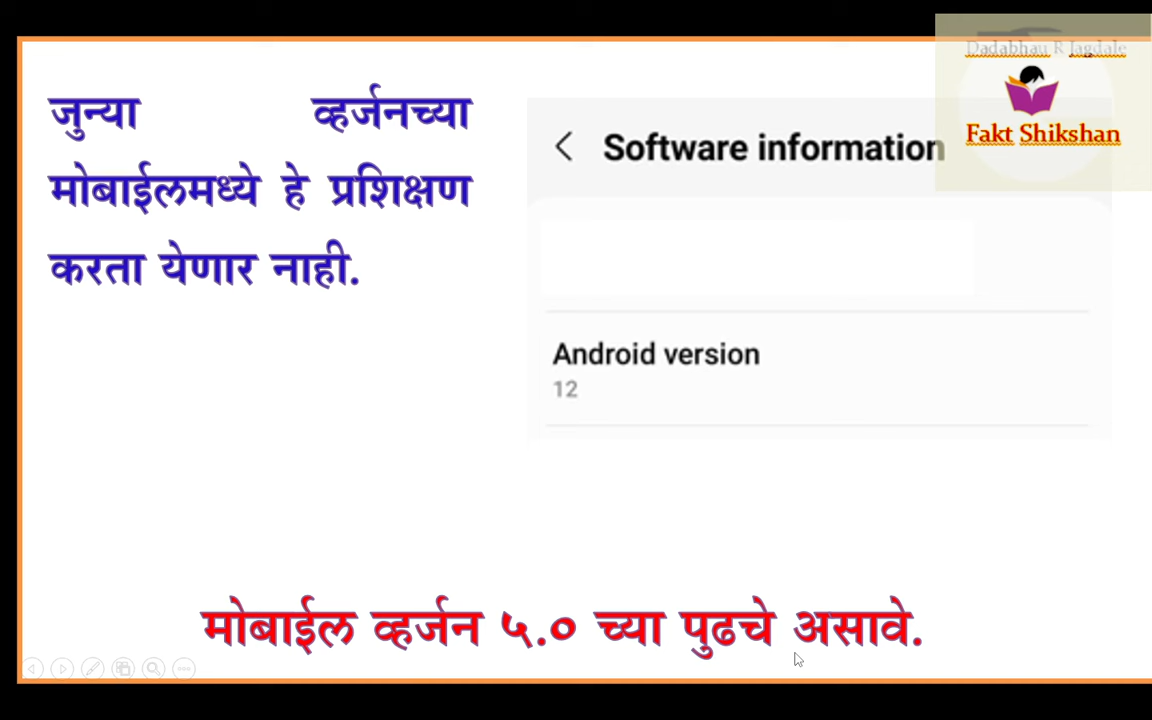 Dadabhau R Jagdale
Fakt Shikshan
जुन्या व्हर्जनच्या
मोबाईलमध्ये हे प्रशिक्षण
करता येणार नाही.
Software information
Android version
12
मोबाईल व्हर्जन ५.० च्या पुढचे असावे.